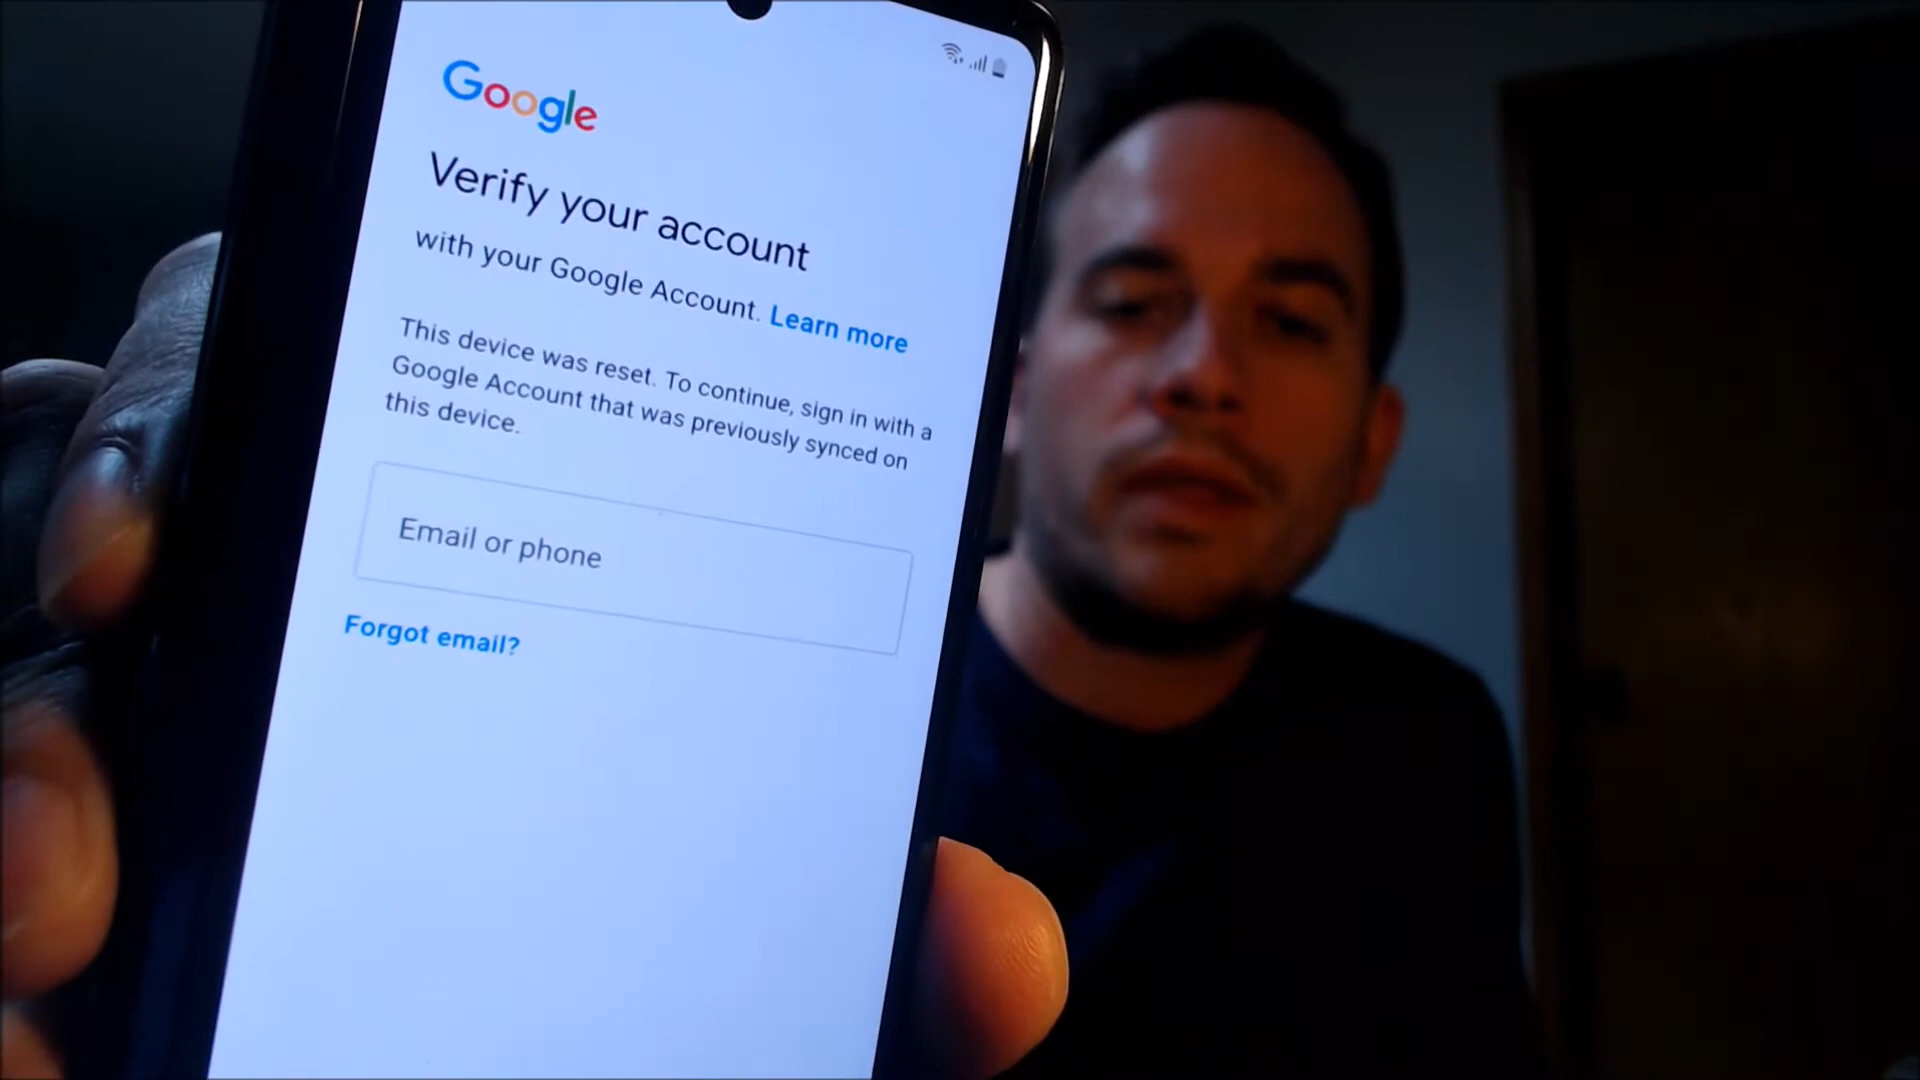 Google
Verify your account
with your Google Account. Learn more
This device was reset. To continue, sign in with a
Google Account that was previously synced on
this device.
Email or phone
Forgot email?